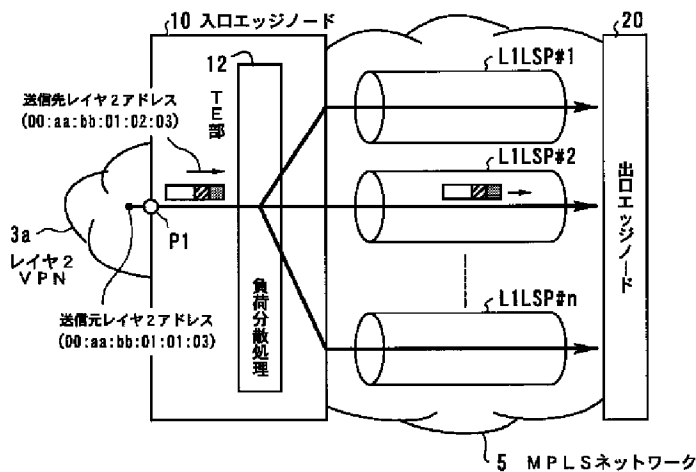 10 入口エッジノード
20
12
L1LSP#1
送信先レイヤ2アドレス
(00:aa:bb:01:02:03)
TE部
L1LSP#2
3a
レイヤ2
VPN
P1
出口エッジノード
負荷分散処理
L1LSP#n
送信元レイヤ2アドレス
(00:aa:bb:01:01:03)
5 MPLSネットワーク